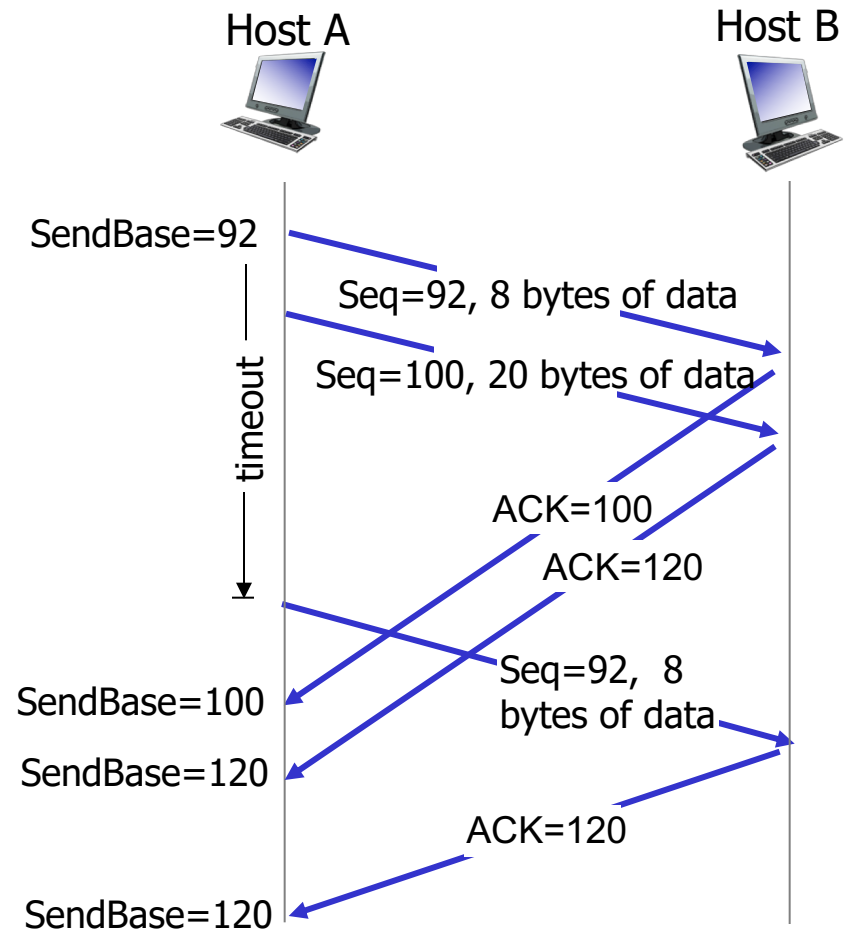 Host A
Host B
SendBase=92
Seq=92, 8 bytes of data
Seq=100, 20 bytes of data
timeout
ACK=100
ACK=120
Seq=92, 8
bytes of data
SendBase=100
SendBase=120
ACK=120
SendBase=120